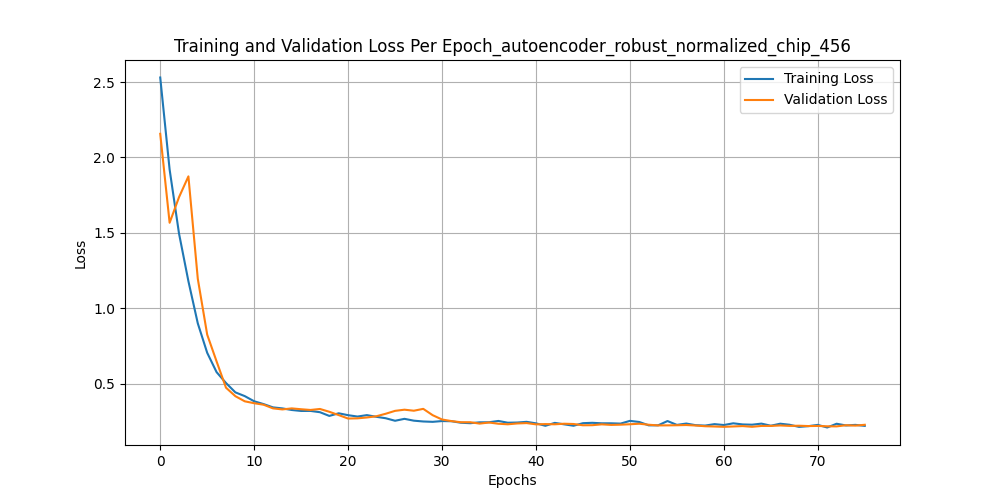 Training and Validation Loss Per Epoch_autoencoder_robust_normalized_chip_456
Training Loss
Validation Loss
Loss
2.5
2.0
1.5
1.0
0.5
0 10 20 30 40 50 60 70
Epochs